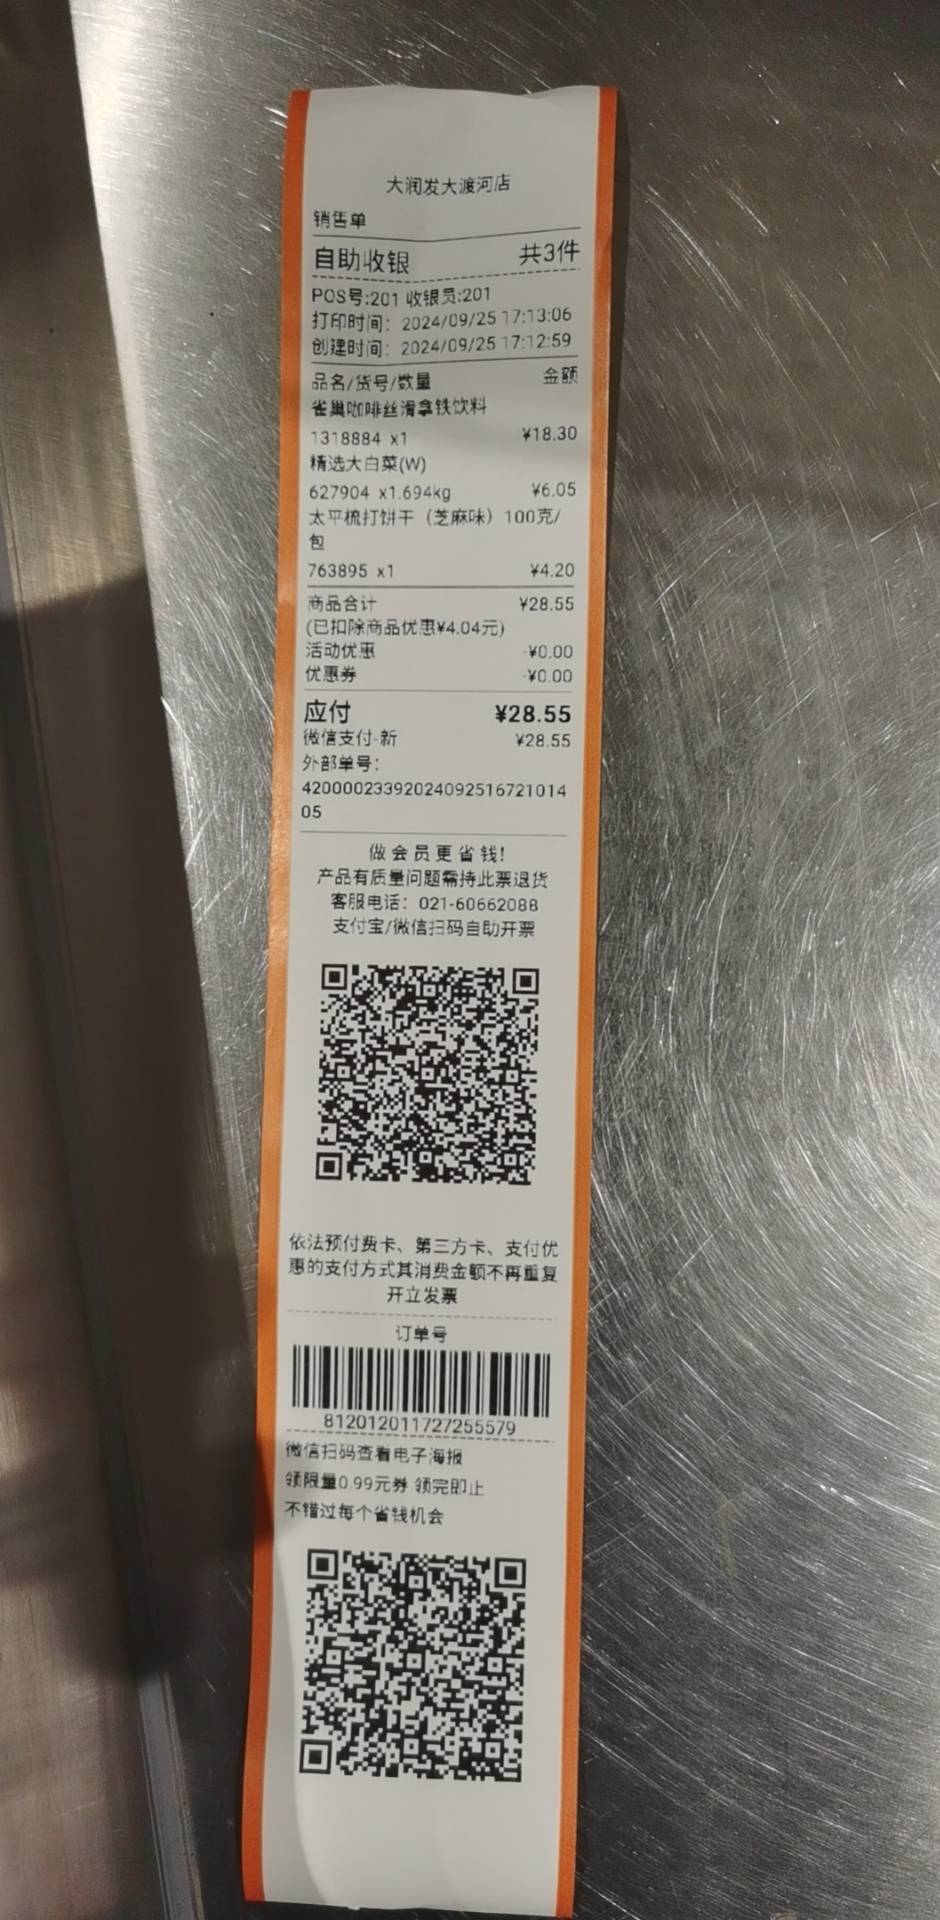 大润发大渡河店
销售单
自助收银 共3件
POS号:201 收银员:201
打印时间: 2024/09/25 17:13:06
创建时间: 2024/09/25 17:12:59
品名/货号/数量 金额
雀巢咖啡丝滑拿铁饮料
1318884 x1 ¥18.30
精选大白菜(W)
627904 x1.694kg ¥6.05
太平梳打饼干（芝麻味）100克/
包
763895 x1 ¥4.20
商品合计 ¥28.55
(已扣除商品优惠¥4.04元)
活动优惠 -¥0.00
优惠券 -¥0.00
应付 ¥28.55
微信支付-新 ¥28.55
外部单号:
42000023392024092516721014
05
做会员更省钱!
产品有质量问题需持此票退货
客服电话: 021-60662088
支付宝/微信扫码自助开票
依法预付费卡、第三方卡、支付优
惠的支付方式其消费金额不再重复
开立发票
订单号
812012011727255579
微信扫码查看电子海报
领限量0.99元券 领完即止
不错过每个省钱机会